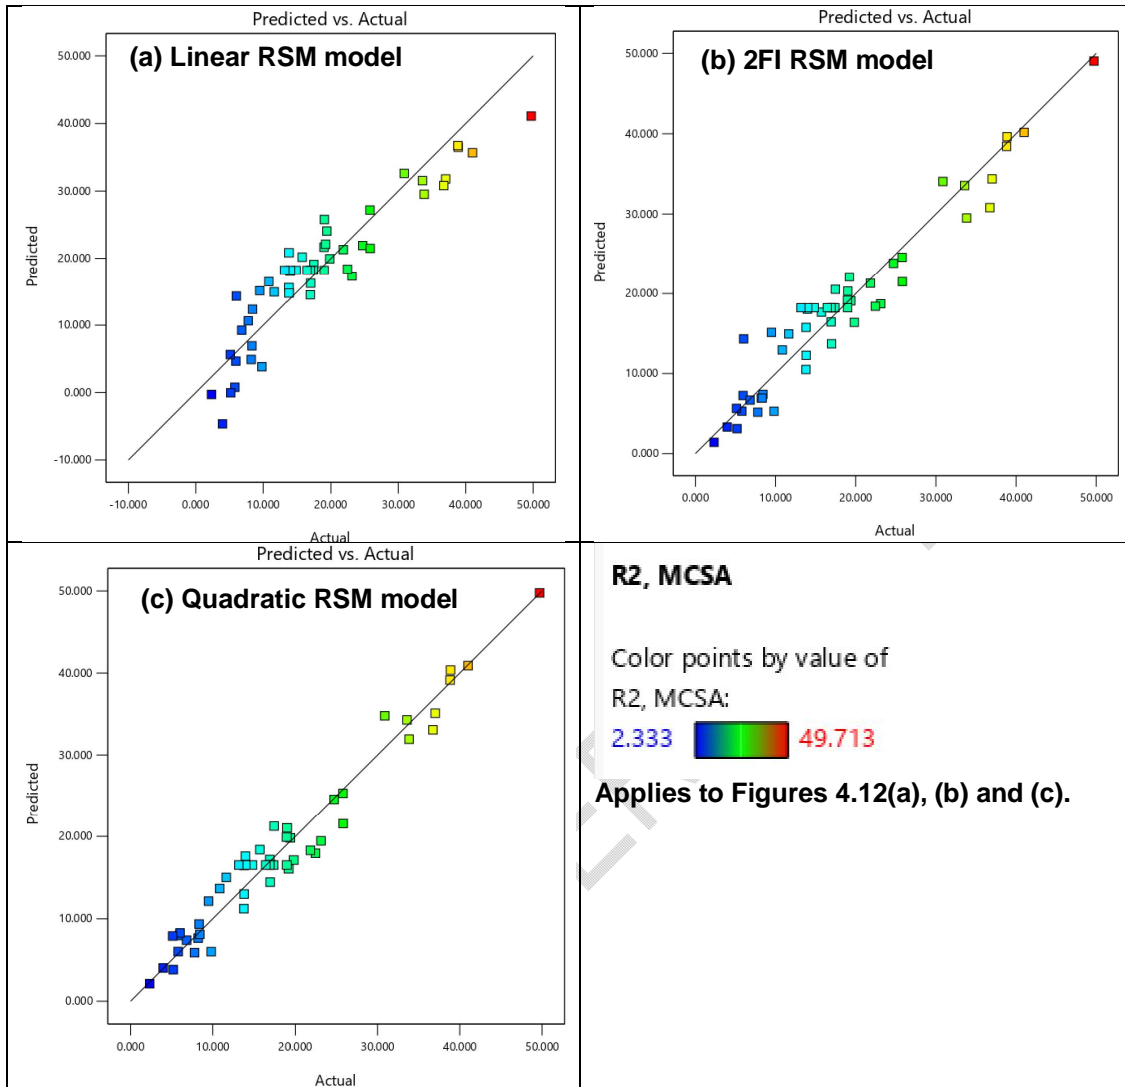 Predicted vs. Actual
(a) Linear RSM model
50.000
40.000
30.000
20.000
10.000
0.000
-10.000
Predicted
-10.000 0.000 10.000 20.000 30.000 40.000 50.000
Actual
Predicted vs. Actual
(b) 2FI RSM model
50.000
40.000
30.000
20.000
10.000
0.000
Predicted
0.000 10.000 20.000 30.000 40.000 50.000
Actual
Predicted vs. Actual
(c) Quadratic RSM model
50.000
40.000
30.000
20.000
10.000
0.000
Predicted
0.000 10.000 20.000 30.000 40.000 50.000
Actual
R2, MCSA
Color points by value of
R2, MCSA:
2.333 49.713
Applies to Figures 4.12(a), (b) and (c).